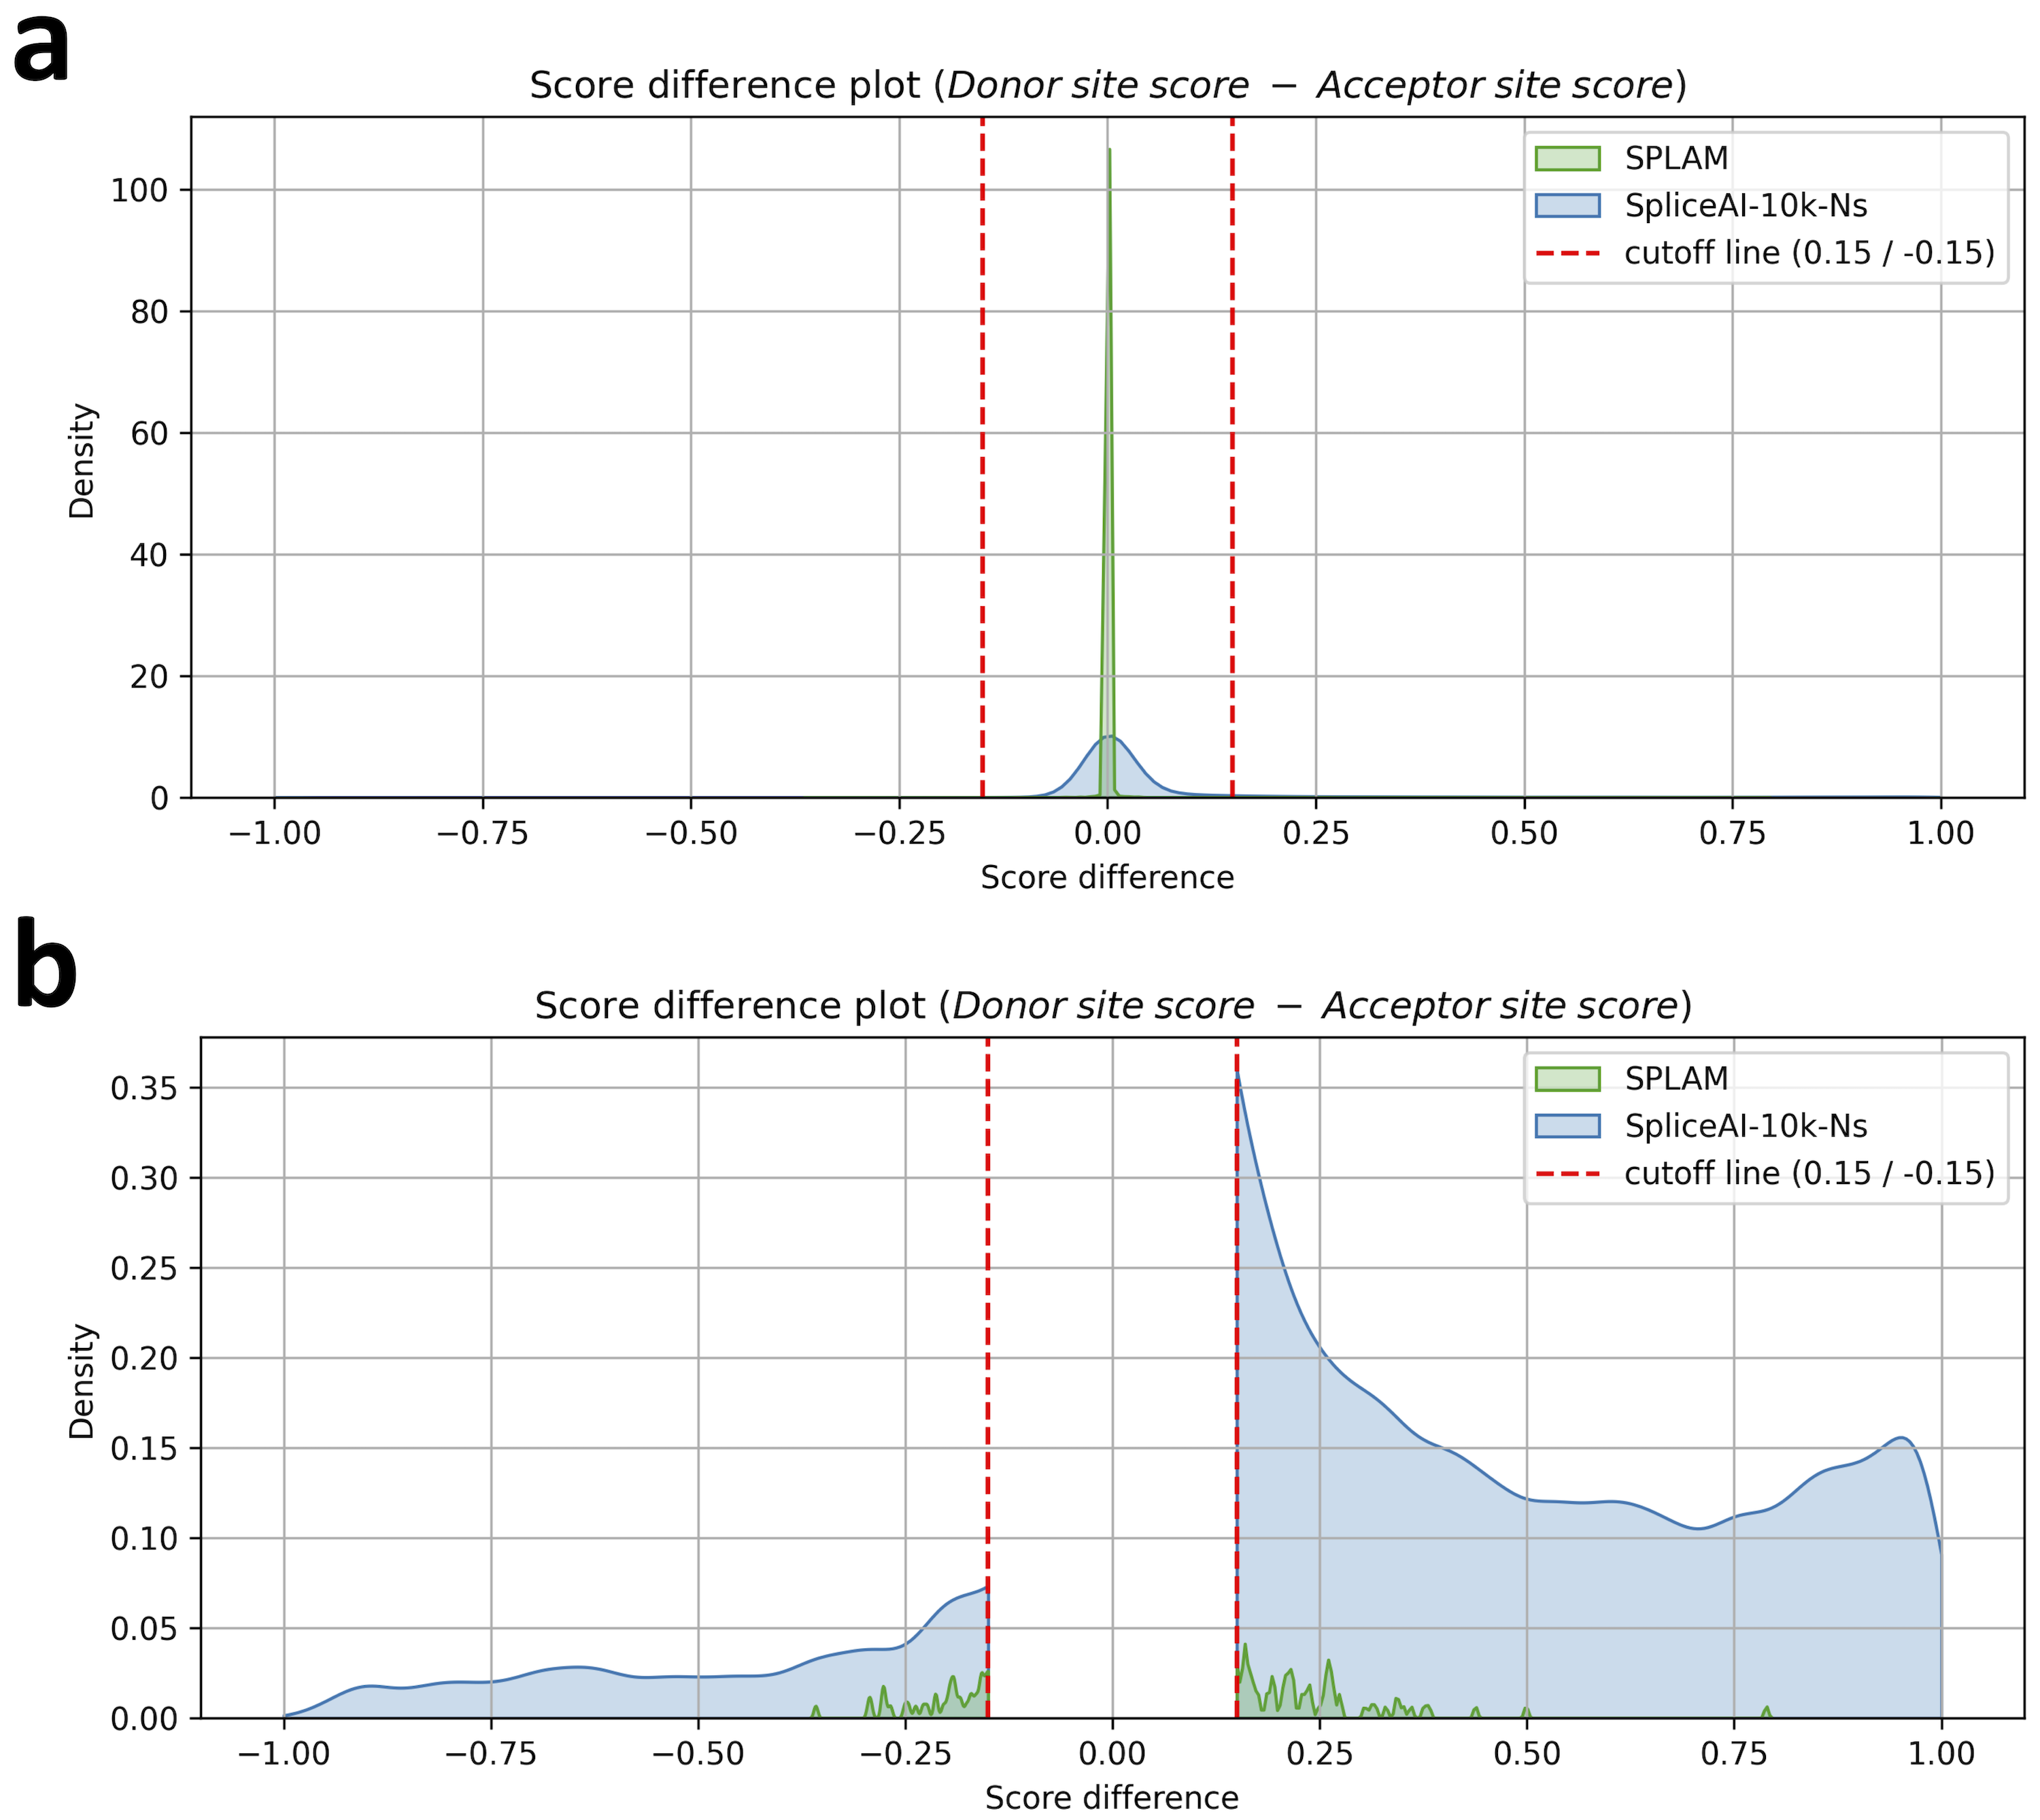 a
Score difference plot (Donor site score − Acceptor site score)
SPLAM
SpliceAI-10k-Ns
cutoff line (0.15 / -0.15)
100
80
60
40
20
0
Density
−1.00 −0.75 −0.50 −0.25 0.00 0.25 0.50 0.75 1.00
Score difference
b
Score difference plot (Donor site score − Acceptor site score)
SPLAM
SpliceAI-10k-Ns
cutoff line (0.15 / -0.15)
0.35
0.30
0.25
0.20
0.15
0.10
0.05
0.00
Density
−1.00 −0.75 −0.50 −0.25 0.00 0.25 0.50 0.75 1.00
Score difference